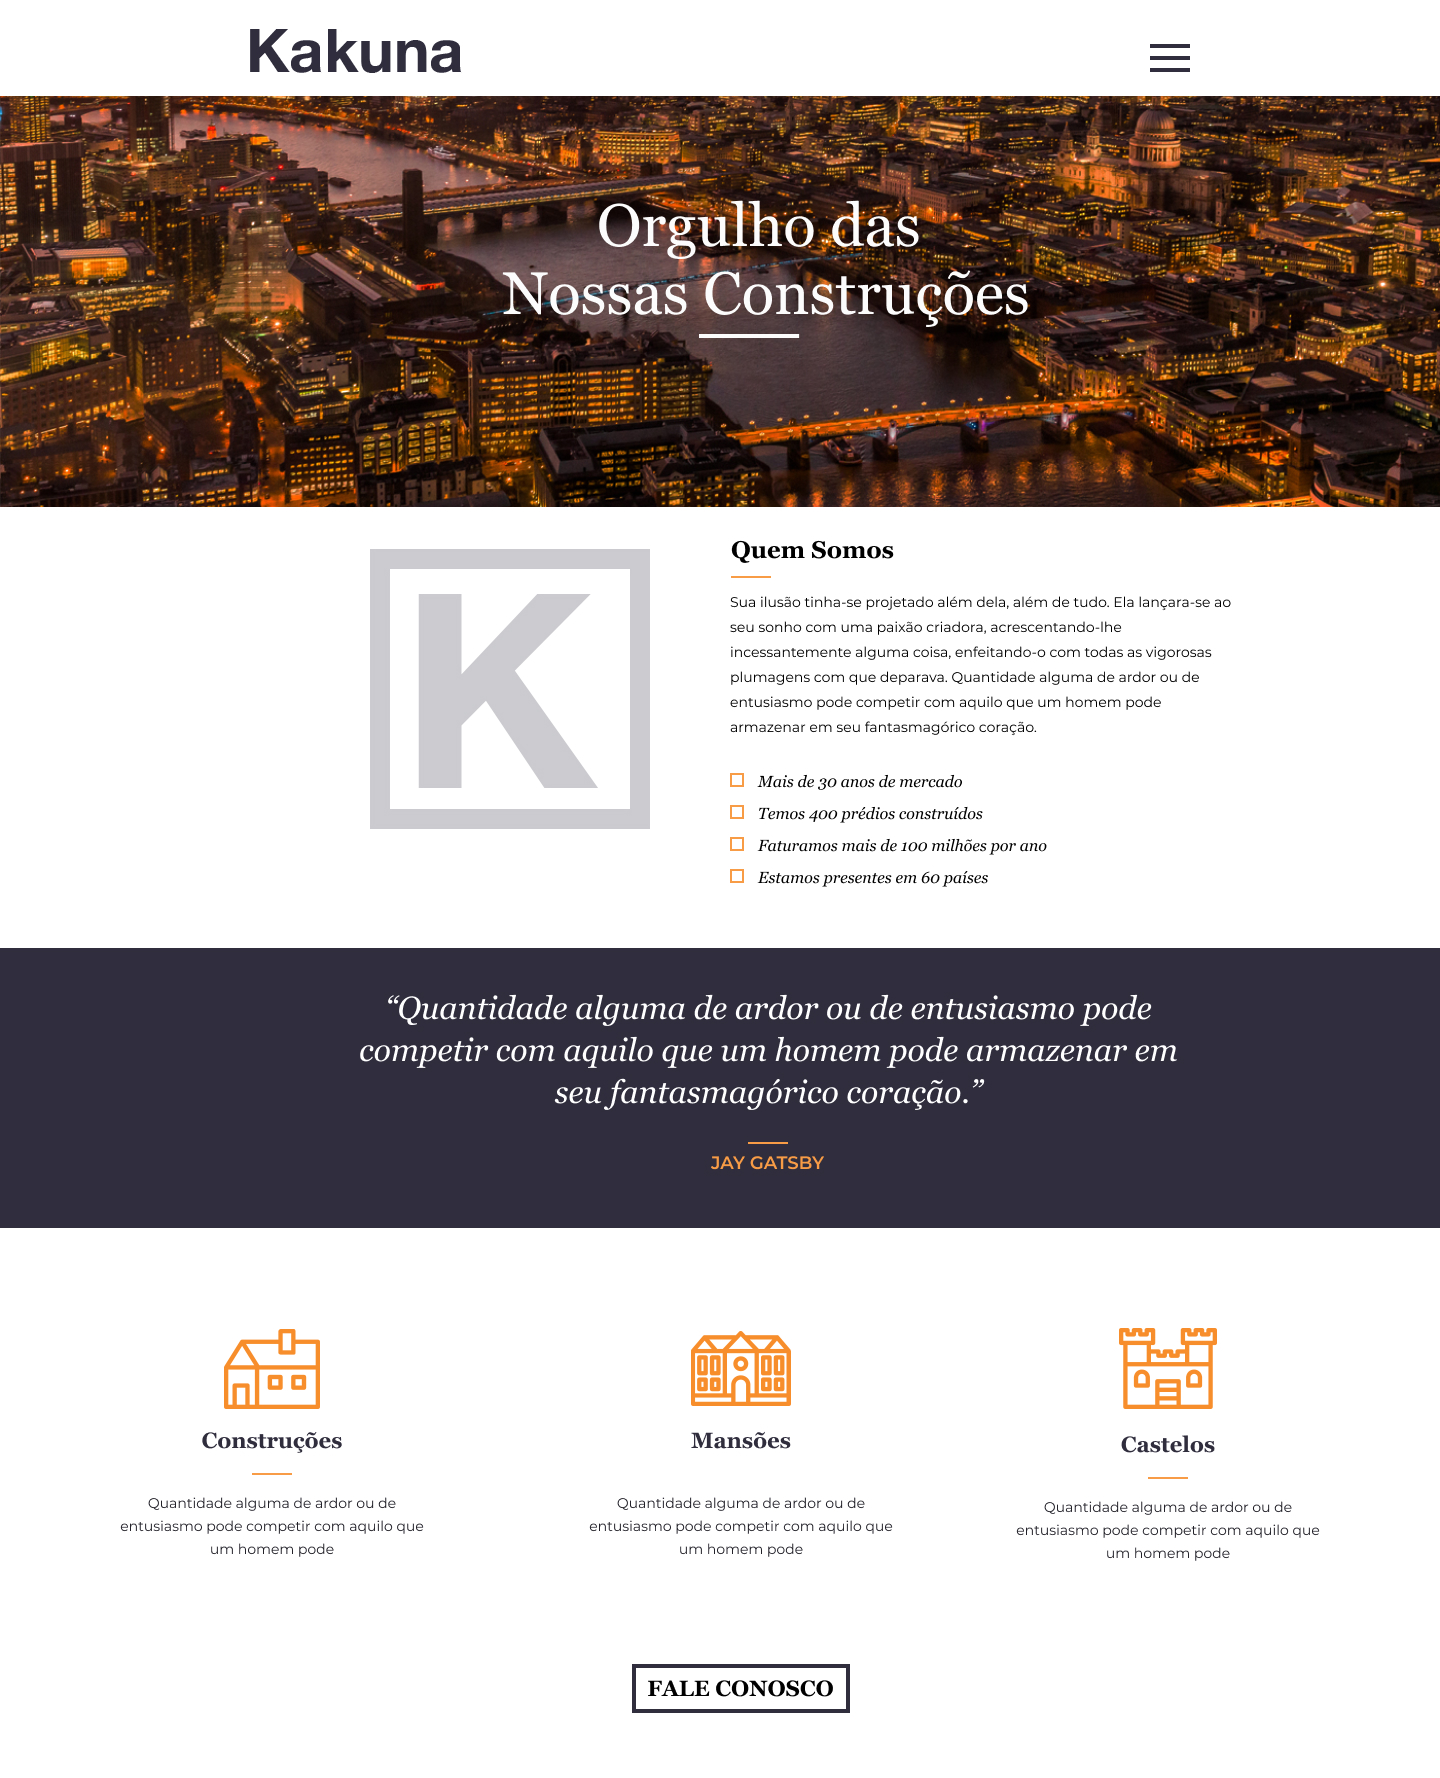 Kakuna
Orgulho das
Nossas Construções
K
Quem Somos
Sua ilusão tinha-se projetado além dela, além de tudo. Ela lançara-se ao
seu sonho com uma paixão criadora, acrescentando-lhe
incessantemente alguma coisa, enfeitando-o com todas as vigorosas
plumagens com que deparava. Quantidade alguma de ardor ou de
entusiasmo pode competir com aquilo que um homem pode
armazenar em seu fantasmagórico coração.
Mais de 30 anos de mercado
Temos 400 prédios construídos
Faturamos mais de 100 milhões por ano
Estamos presentes em 60 países
“Quantidade alguma de ardor ou de entusiasmo pode
competir com aquilo que um homem pode armazenar em
seu fantasmagórico coração.”
JAY GATSBY
Construções
Quantidade alguma de ardor ou de
entusiasmo pode competir com aquilo que
um homem pode
Mansões
Quantidade alguma de ardor ou de
entusiasmo pode competir com aquilo que
um homem pode
Castelos
Quantidade alguma de ardor ou de
entusiasmo pode competir com aquilo que
um homem pode
FALE CONOSCO